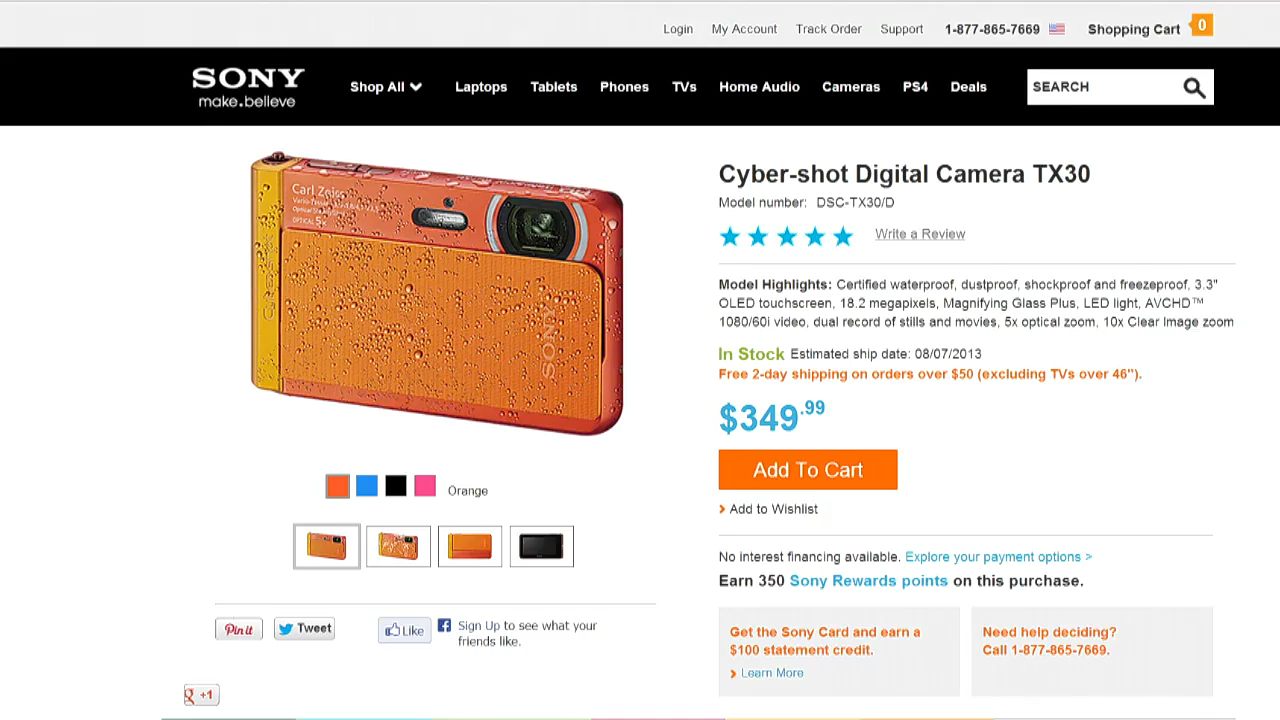 Login My Account Track Order Support 1-877-865-7669 Shopping Cart 0
SONY
make.believe
Shop All Laptops Tablets Phones TVs Home Audio Cameras PS4 Deals SEARCH
Carl Zeiss
OPTICAL 5x
SONY
Cyber-shot Digital Camera TX30
Model number: DSC-TX30/D
Write a Review
Model Highlights: Certified waterproof, dustproof, shockproof and freezeproof, 3.3"
OLED touchscreen, 18.2 megapixels, Magnifying Glass Plus, LED light, AVCHD™
1080/60i video, dual record of stills and movies, 5x optical zoom, 10x Clear Image zoom
In Stock Estimated ship date: 08/07/2013
Free 2-day shipping on orders over $50 (excluding TVs over 46").
$349.99
Add To Cart
Add to Wishlist
Orange
No interest financing available. Explore your payment options >
Earn 350 Sony Rewards points on this purchase.
Pin it Tweet Like Sign Up to see what your
friends like.
Get the Sony Card and earn a
$100 statement credit.
Learn More
Need help deciding?
Call 1-877-865-7669.
g +1